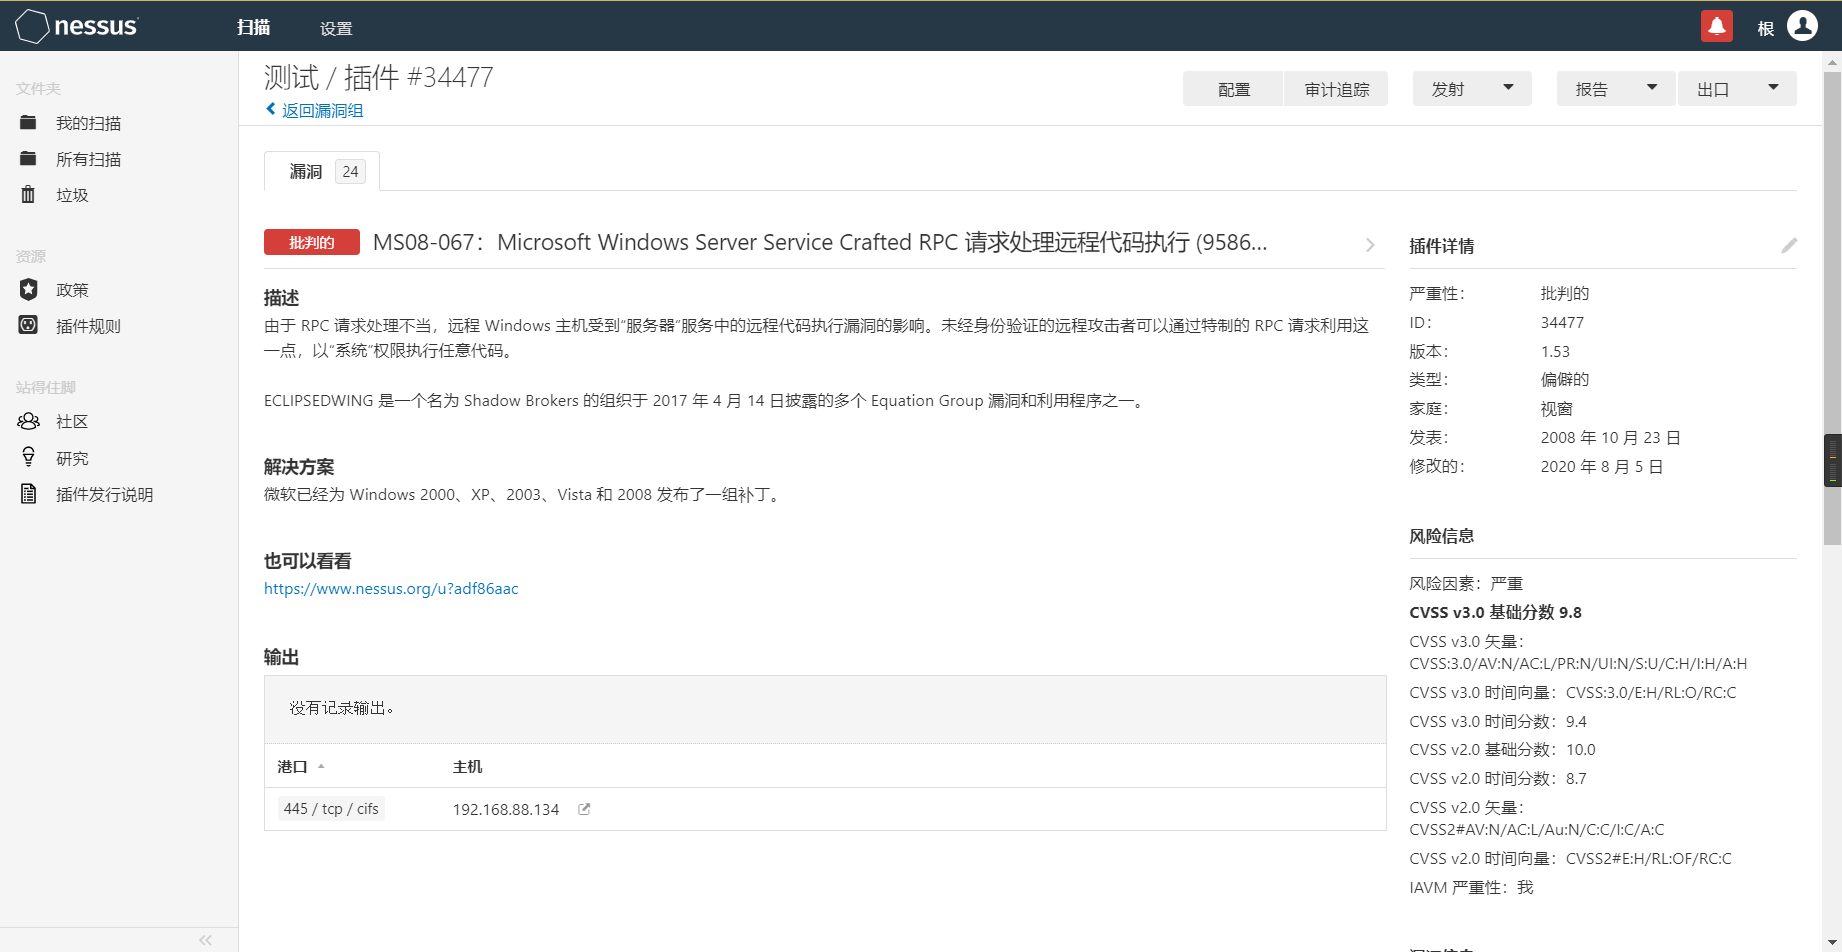 nessus
扫描
设置
根
文件夹
我的扫描
所有扫描
垃圾
资源
政策
插件规则
站得住脚
社区
研究
插件发行说明
测试 / 插件 #34477
返回漏洞组
配置
审计追踪
发射
报告
出口
漏洞 24
批判的 MS08-067：Microsoft Windows Server Service Crafted RPC 请求处理远程代码执行 (9586...
描述
由于 RPC 请求处理不当，远程 Windows 主机受到“服务器”服务中的远程代码执行漏洞的影响。未经身份验证的远程攻击者可以通过特制的 RPC 请求利用这
一点，以“系统”权限执行任意代码。
ECLIPSEDWING 是一个名为 Shadow Brokers 的组织于 2017 年 4 月 14 日披露的多个 Equation Group 漏洞和利用程序之一。
解决方案
微软已经为 Windows 2000、XP、2003、Vista 和 2008 发布了一组补丁。
也可以看看
https://www.nessus.org/u?adf86aac
输出
没有记录输出。
港口 主机
445 / tcp / cifs 192.168.88.134
插件详情
严重性： 批判的
ID： 34477
版本： 1.53
类型： 偏僻的
家庭： 视窗
发表： 2008 年 10 月 23 日
修改的： 2020 年 8 月 5 日
风险信息
风险因素：严重
CVSS v3.0 基础分数 9.8
CVSS v3.0 矢量：
CVSS:3.0/AV:N/AC:L/PR:N/UI:N/S:U/C:H/I:H/A:H
CVSS v3.0 时间向量：CVSS:3.0/E:H/RL:O/RC:C
CVSS v3.0 时间分数：9.4
CVSS v2.0 基础分数：10.0
CVSS v2.0 时间分数：8.7
CVSS v2.0 矢量：
CVSS2#AV:N/AC:L/Au:N/C:C/I:C/A:C
CVSS v2.0 时间向量：CVSS2#E:H/RL:OF/RC:C
IAVM 严重性：我